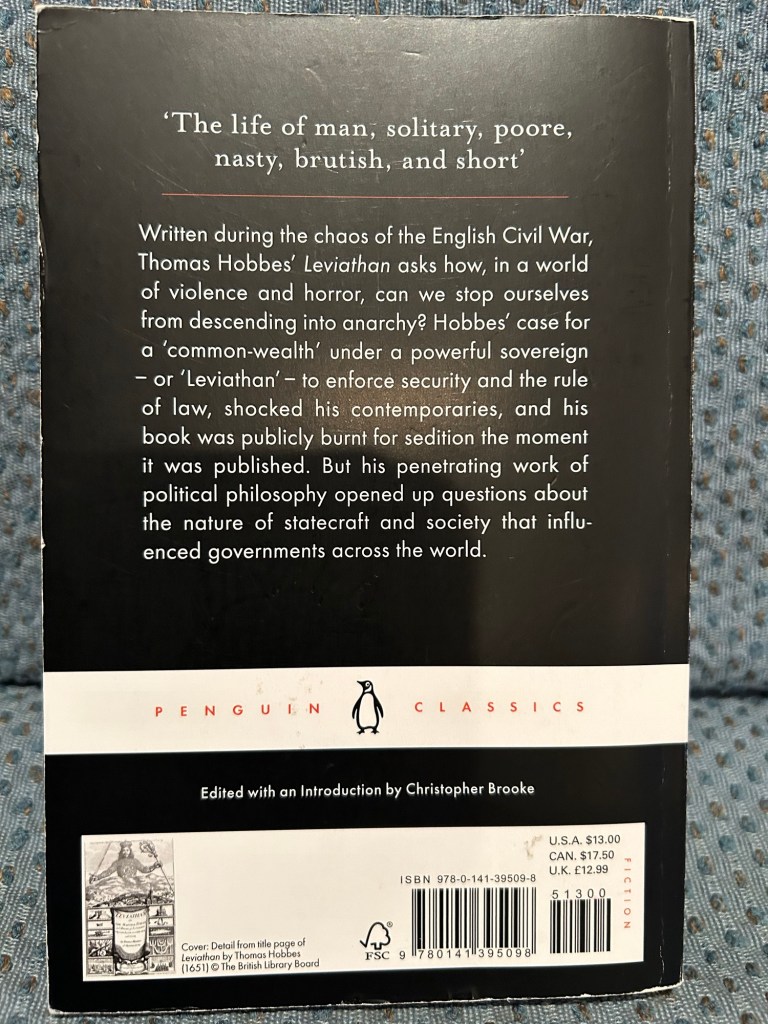 ‘The life of man, solitary, poore,
nasty, brutish, and short’
Written during the chaos of the English Civil War,
Thomas Hobbes’ Leviathan asks how, in a world
of violence and horror, can we stop ourselves
from descending into anarchy? Hobbes’ case for
a ‘common-wealth’ under a powerful sovereign
– or ‘Leviathan’ – to enforce security and the rule
of law, shocked his contemporaries, and his
book was publicly burnt for sedition the moment
it was published. But his penetrating work of
political philosophy opened up questions about
the nature of statecraft and society that influ-
enced governments across the world.
PENGUIN CLASSICS
Edited with an Introduction by Christopher Brooke
LEVIATHAN
Cover: Detail from title page of
Leviathan by Thomas Hobbes
(1651) © The British Library Board
FSC
®
ISBN 978-0-141-39509-8
9 780141 395098
U.S.A. $13.00
CAN. $17.50
U.K. £12.99
51300
FICTION